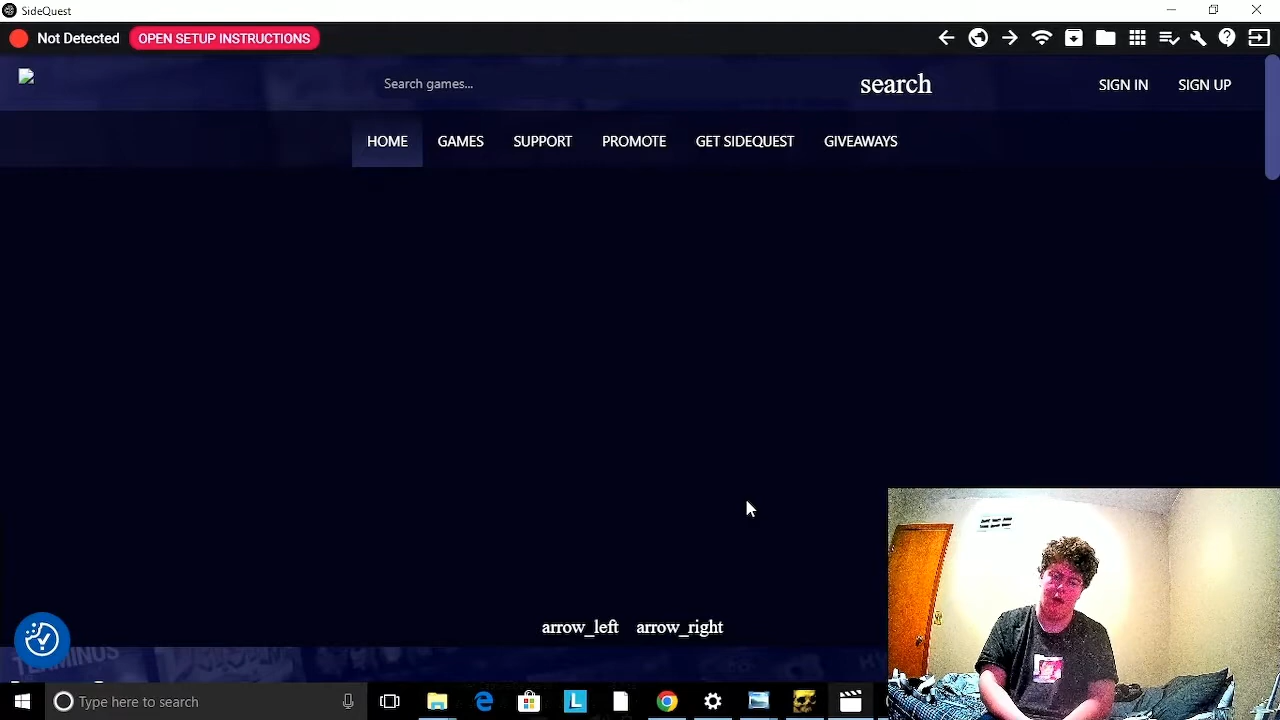 SideQuest
Not Detected OPEN SETUP INSTRUCTIONS
Search games... search SIGN IN SIGN UP
HOME GAMES SUPPORT PROMOTE GET SIDEQUEST GIVEAWAYS
arrow_left arrow_right
TERMINUS
Type here to search